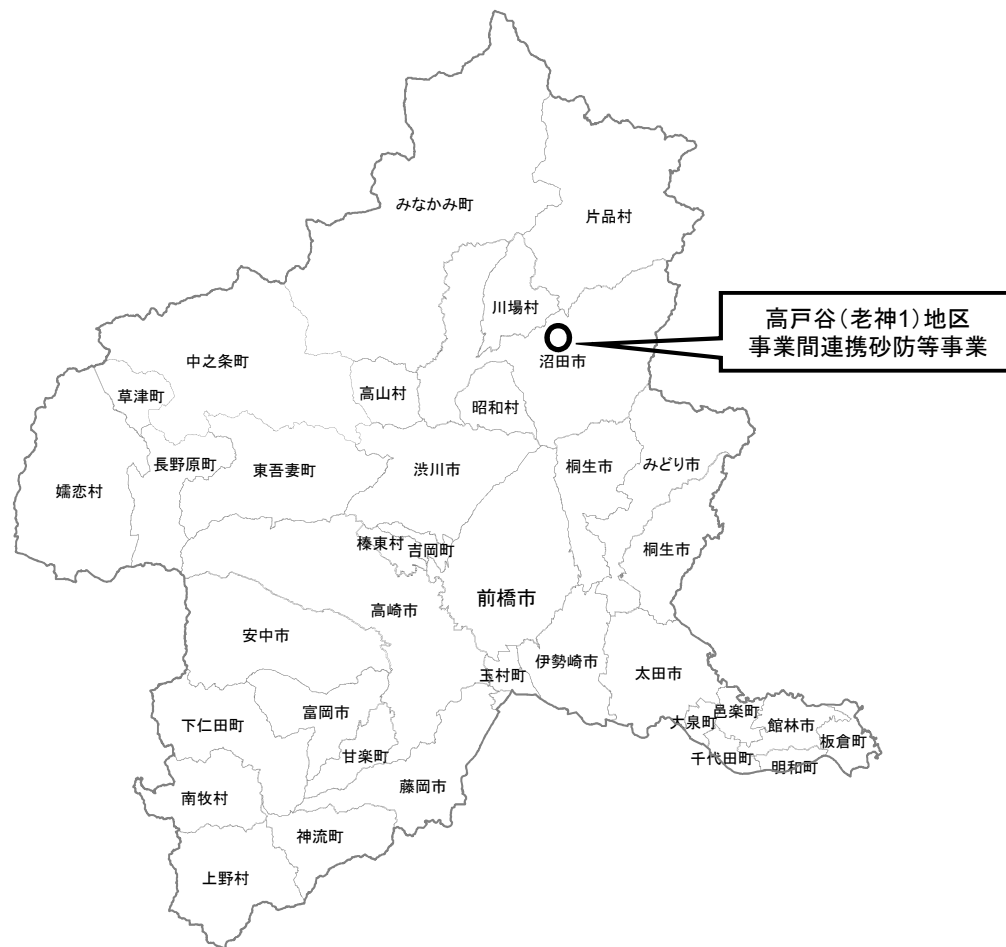 みなかみ町
片品村
川場村
高戸谷(老神1)地区
事業間連携砂防等事業
沼田市
中之条町
草津町
高山村
昭和村
長野原町
東吾妻町
渋川市
桐生市
みどり市
嬬恋村
榛東村
吉岡町
桐生市
前橋市
高崎市
安中市
伊勢崎市
玉村町
太田市
富岡市
下仁田町
邑楽町
大泉町
館林市
板倉町
甘楽町
千代田町
明和町
藤岡市
南牧村
神流町
上野村